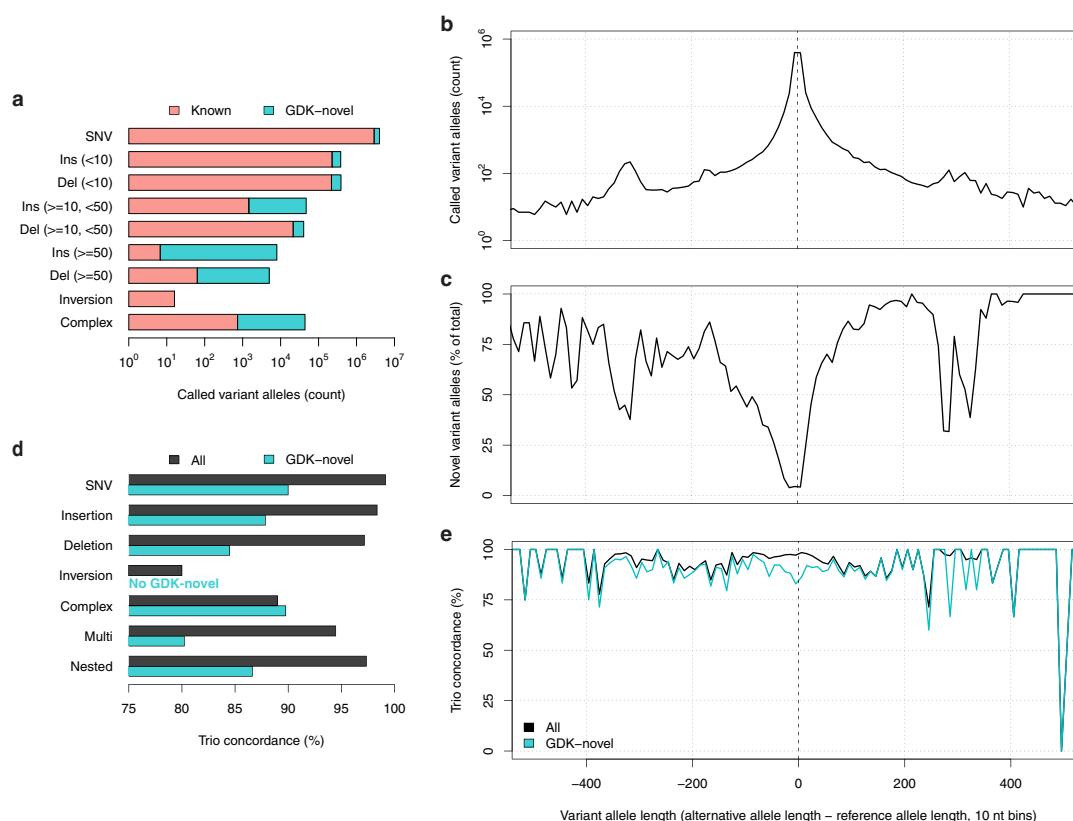 a
Known GDK−novel
SNV
Ins (<10)
Del (<10)
Ins (>=10, <50)
Del (>=10, <50)
Ins (>=50)
Del (>=50)
Inversion
Complex
10^0 10^1 10^2 10^3 10^4 10^5 10^6 10^7
Called variant alleles (count)
b
Called variant alleles (count)
10^6
10^4
10^2
10^0
c
Novel variant alleles (% of total)
100
75
50
25
0
d
All GDK−novel
SNV
Insertion
Deletion
Inversion
No GDK−novel
Complex
Multi
Nested
75 80 85 90 95 100
Trio concordance (%)
e
Trio concordance (%)
100
75
50
25
0
All
GDK−novel
−400 −200 0 200 400
Variant allele length (alternative allele length − reference allele length, 10 nt bins)